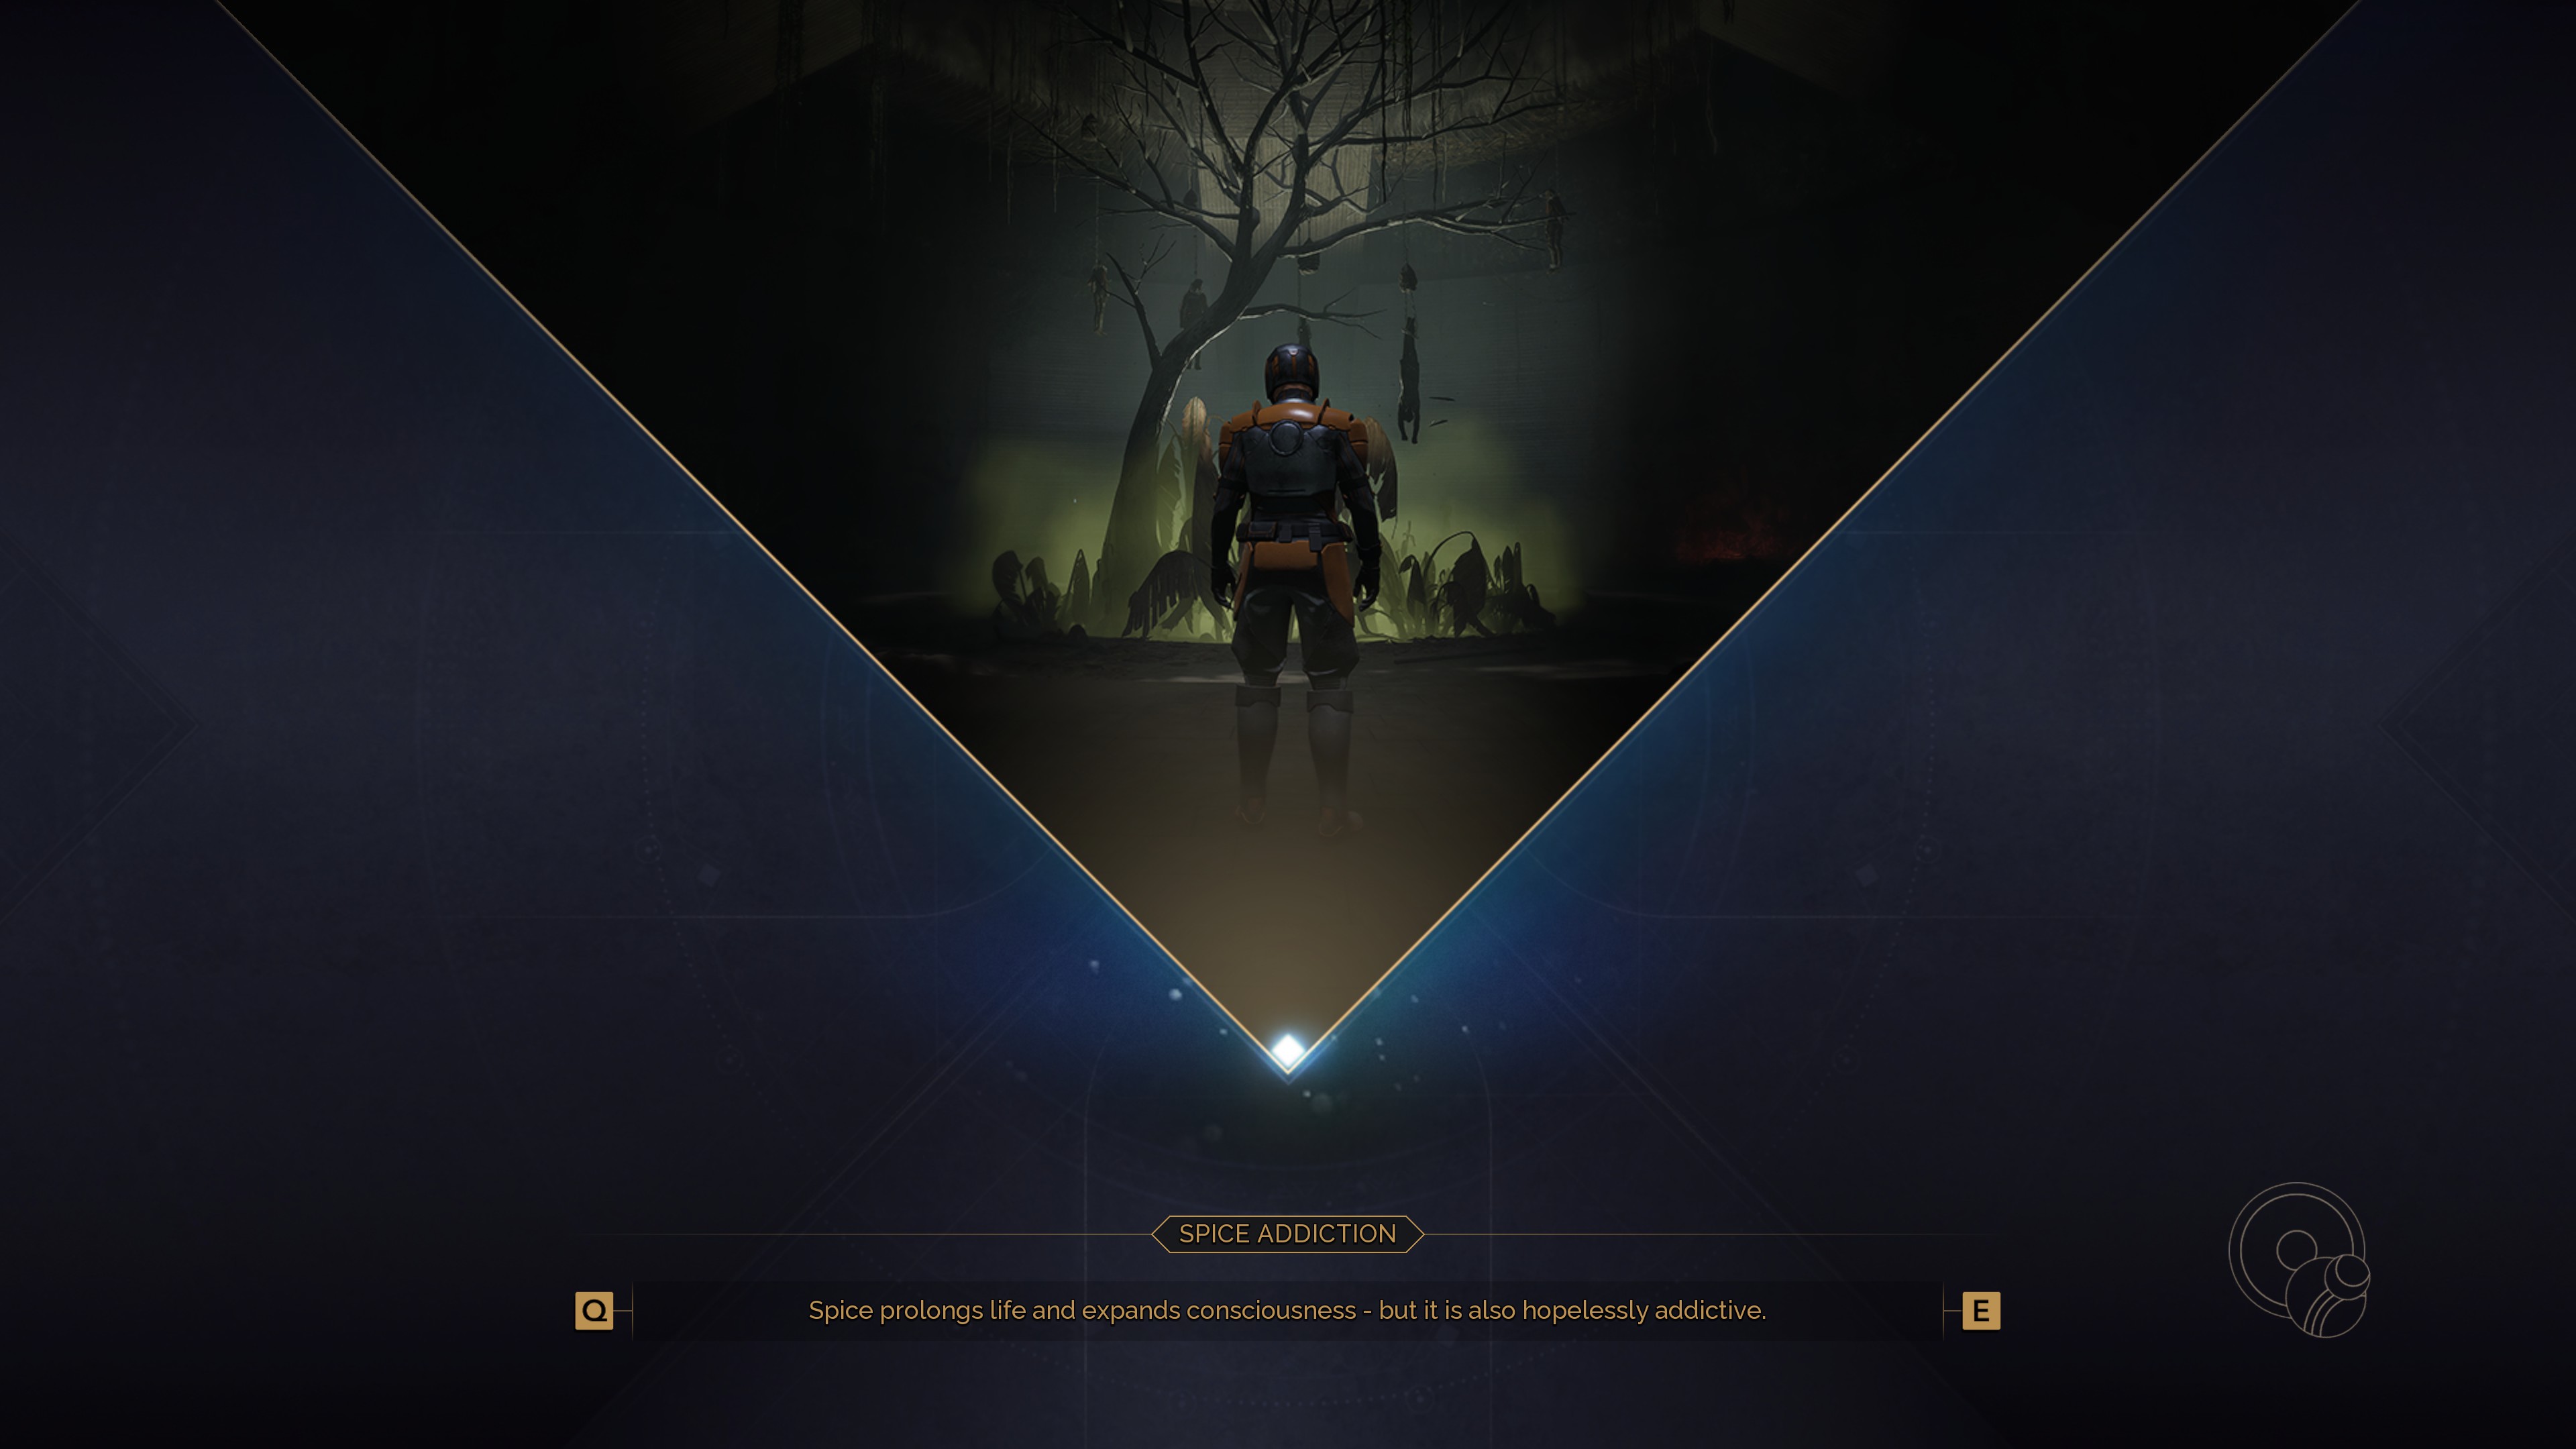 SPICE ADDICTION
Q
Spice prolongs life and expands consciousness - but it is also hopelessly addictive.
E